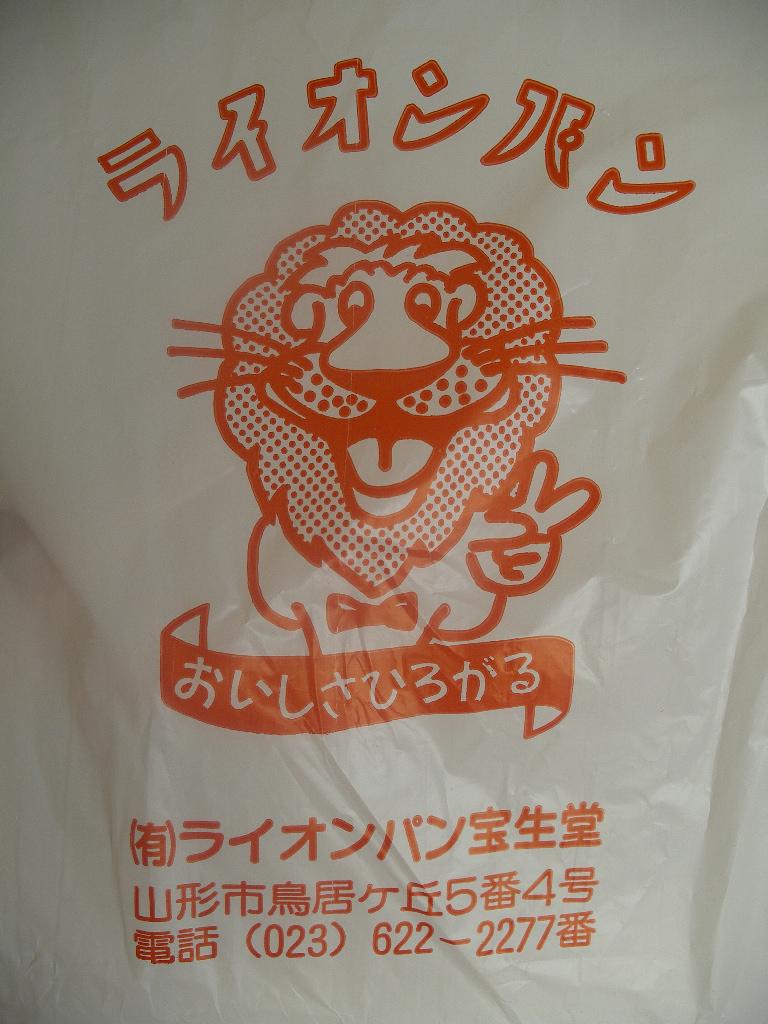 ライオンパン
おいしさひろがる
(有)ライオンパン宝生堂
山形市鳥居ケ丘5番4号
電話（023）622－2277番